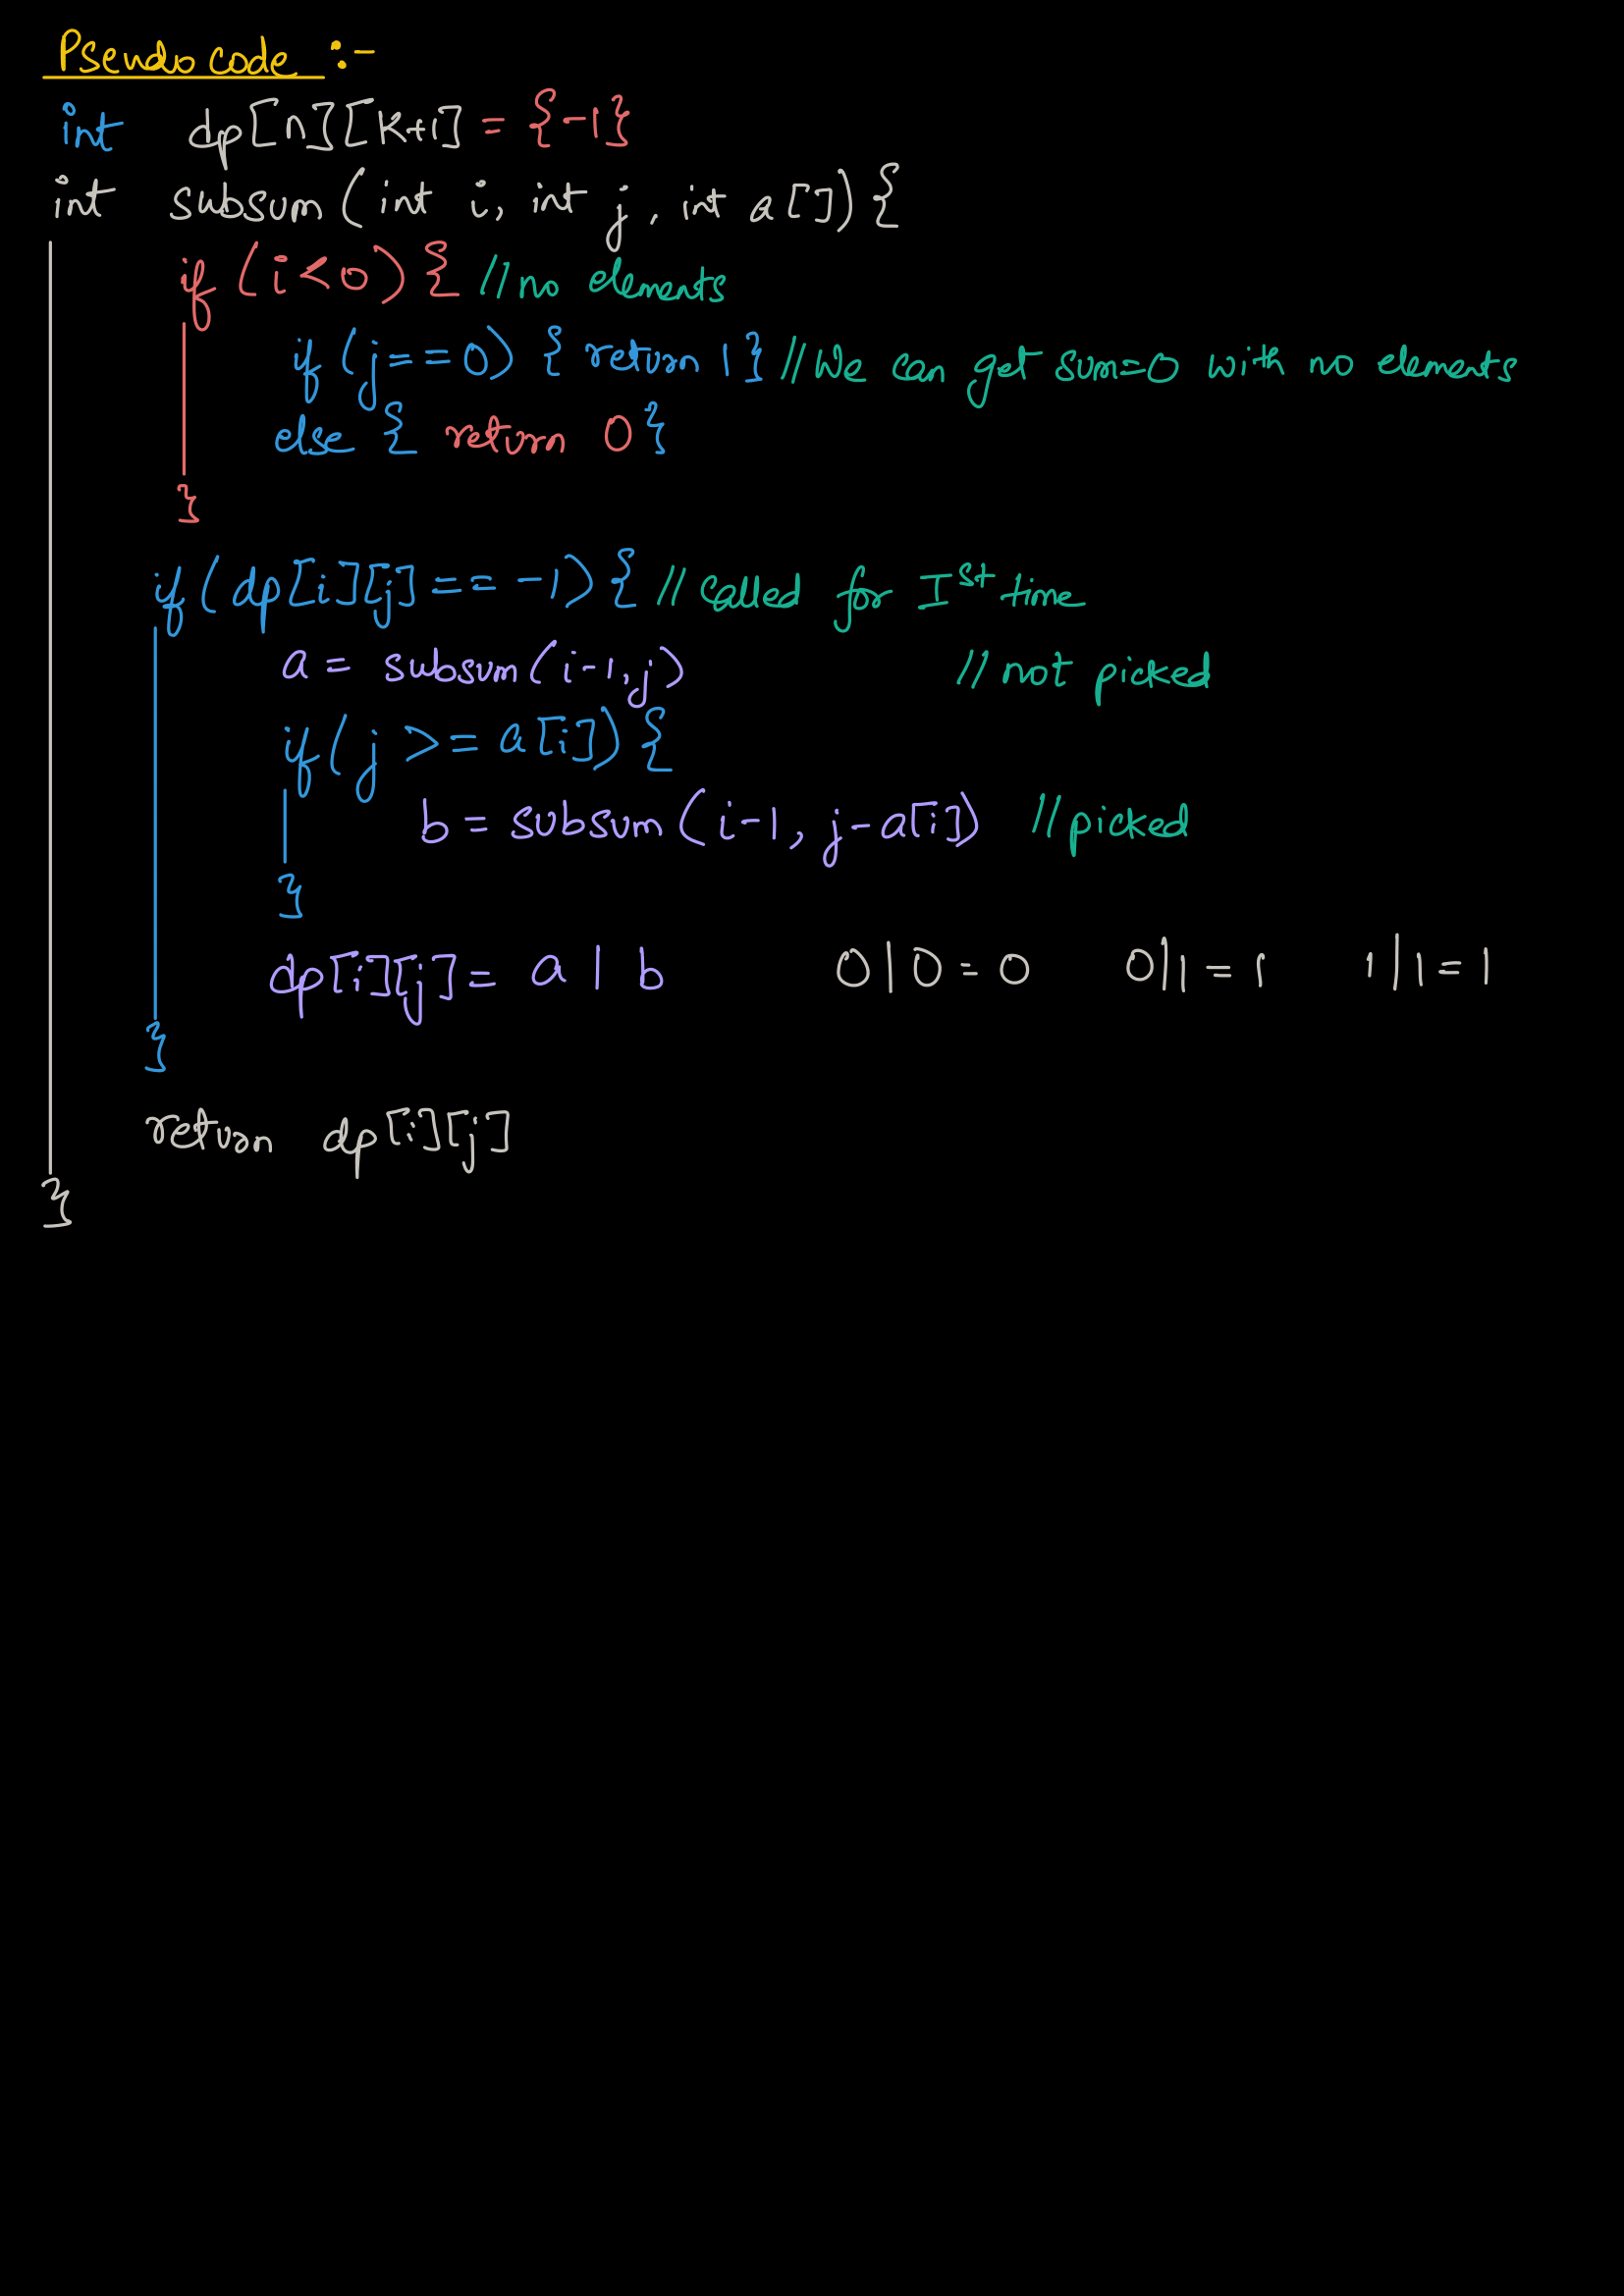 Pseudo code :-
int dp[n][K+1] = {-1}
int subsum(int i, int j, int a[]){
if (i<0) { //no elements
if (j==0) { return 1} //We can get sum=0 with no elements
else { return 0}
}
if(dp[i][j] == -1) { // Called for Ist time
a = subsum(i-1,j) // not picked
if(j >= a[i]) {
b = subsum(i-1, j-a[i]) //picked
}
dp[i][j] = a | b 0|0=0 0|1=1 1|1=1
}
return dp[i][j]
}